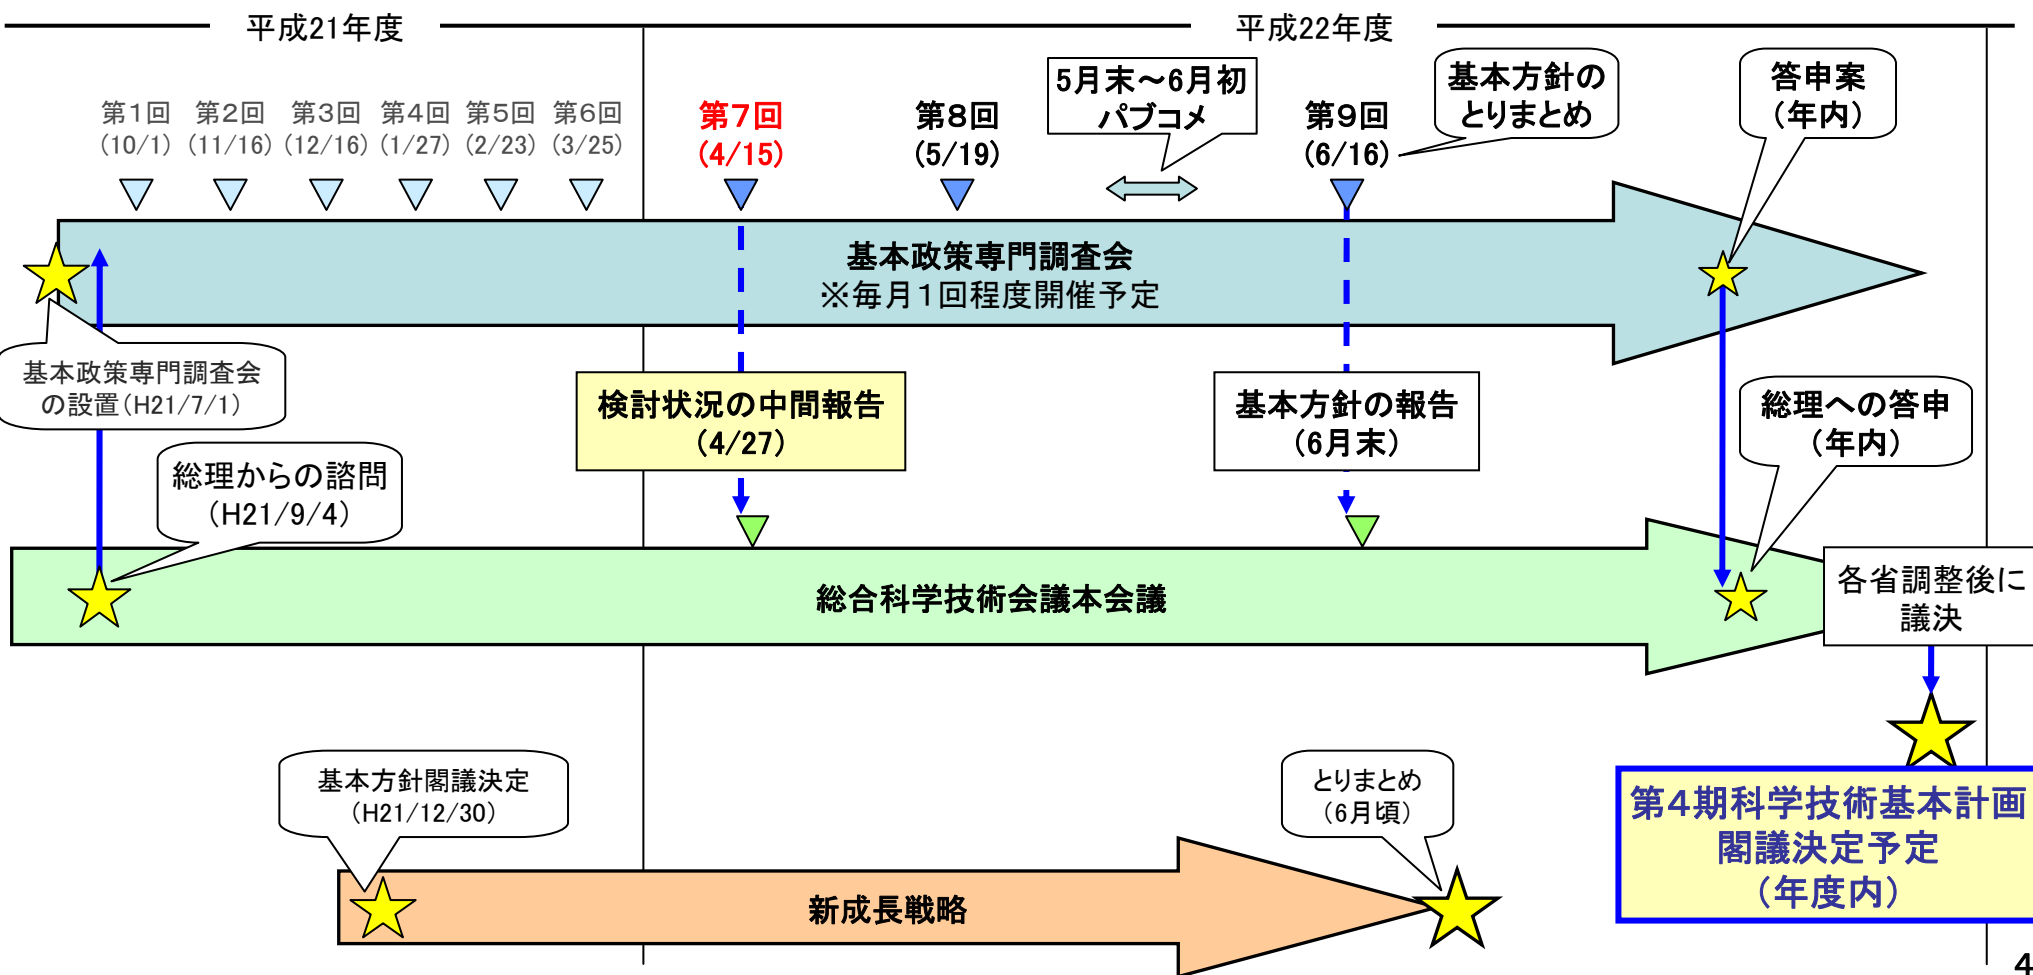 平成21年度
平成22年度
第1回
(10/1)
第2回
(11/16)
第3回
(12/16)
第4回
(1/27)
第5回
(2/23)
第6回
(3/25)
第7回
(4/15)
第8回
(5/19)
5月末～6月初
パブコメ
第9回
(6/16)
基本方針の
とりまとめ
答申案
(年内)
基本政策専門調査会
※毎月1回程度開催予定
基本政策専門調査会
の設置(H21/7/1)
検討状況の中間報告
(4/27)
基本方針の報告
(6月末)
総理への答申
(年内)
総理からの諮問
(H21/9/4)
総合科学技術会議本会議
各省調整後に
議決
基本方針閣議決定
(H21/12/30)
とりまとめ
(6月頃)
第4期科学技術基本計画
閣議決定予定
(年度内)
新成長戦略
4